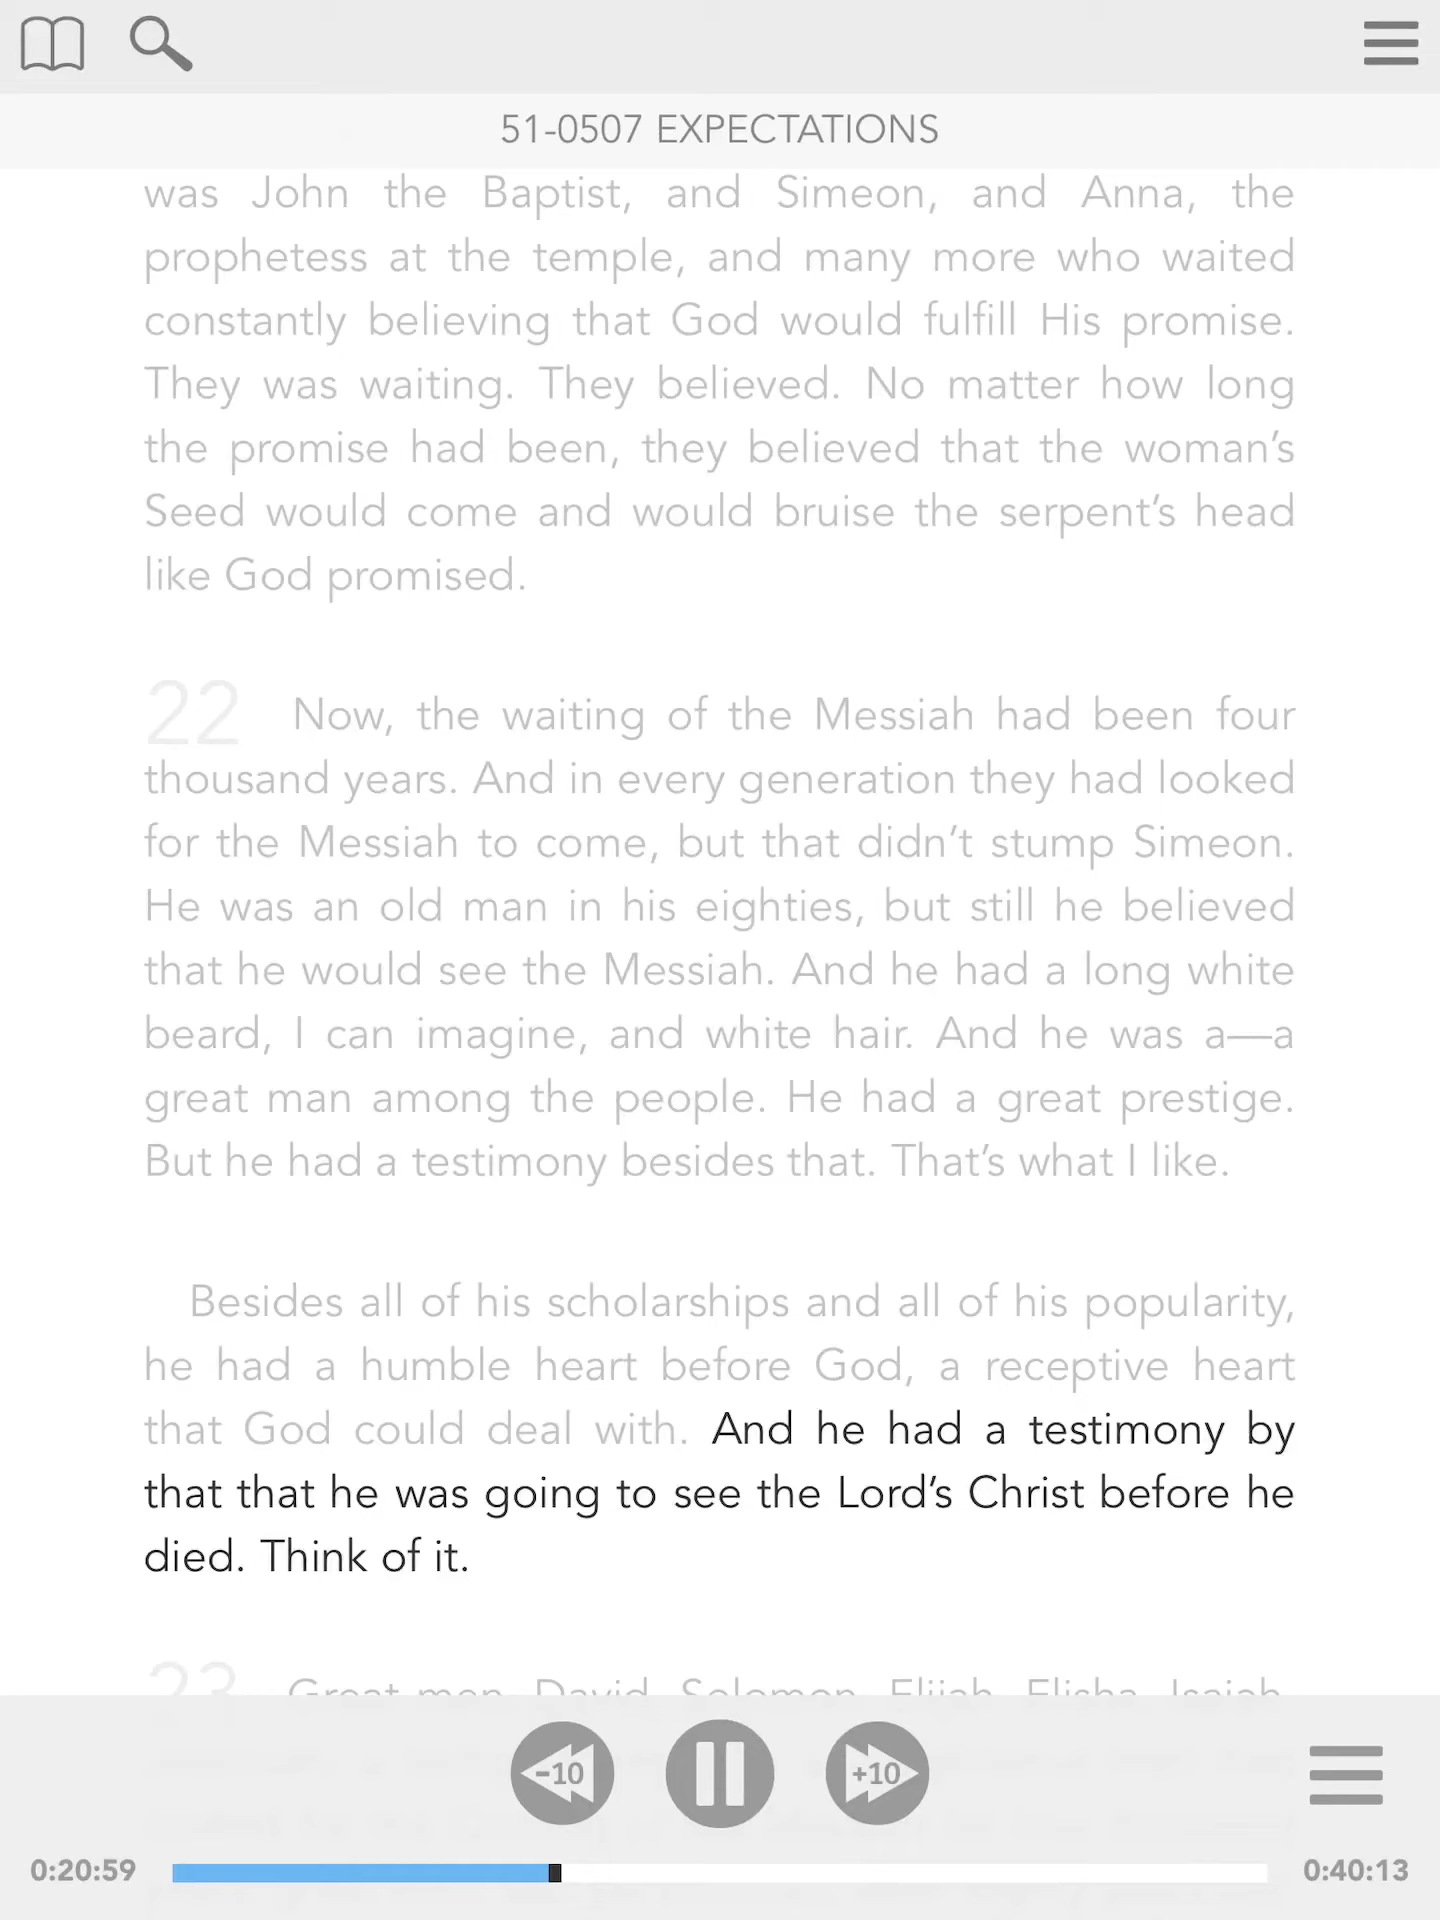 51-0507 EXPECTATIONS
was John the Baptist, and Simeon, and Anna, the
prophetess at the temple, and many more who waited
constantly believing that God would fulfill His promise.
They was waiting. They believed. No matter how long
the promise had been, they believed that the woman’s
Seed would come and would bruise the serpent’s head
like God promised.
22 Now, the waiting of the Messiah had been four
thousand years. And in every generation they had looked
for the Messiah to come, but that didn’t stump Simeon.
He was an old man in his eighties, but still he believed
that he would see the Messiah. And he had a long white
beard, I can imagine, and white hair. And he was a—a
great man among the people. He had a great prestige.
But he had a testimony besides that. That’s what I like.
Besides all of his scholarships and all of his popularity,
he had a humble heart before God, a receptive heart
that God could deal with. And he had a testimony by
that that he was going to see the Lord’s Christ before he
died. Think of it.
23 Great men, David, Solomon, Elijah, Elisha, Isaiah,
-10 +10
0:20:59 0:40:13